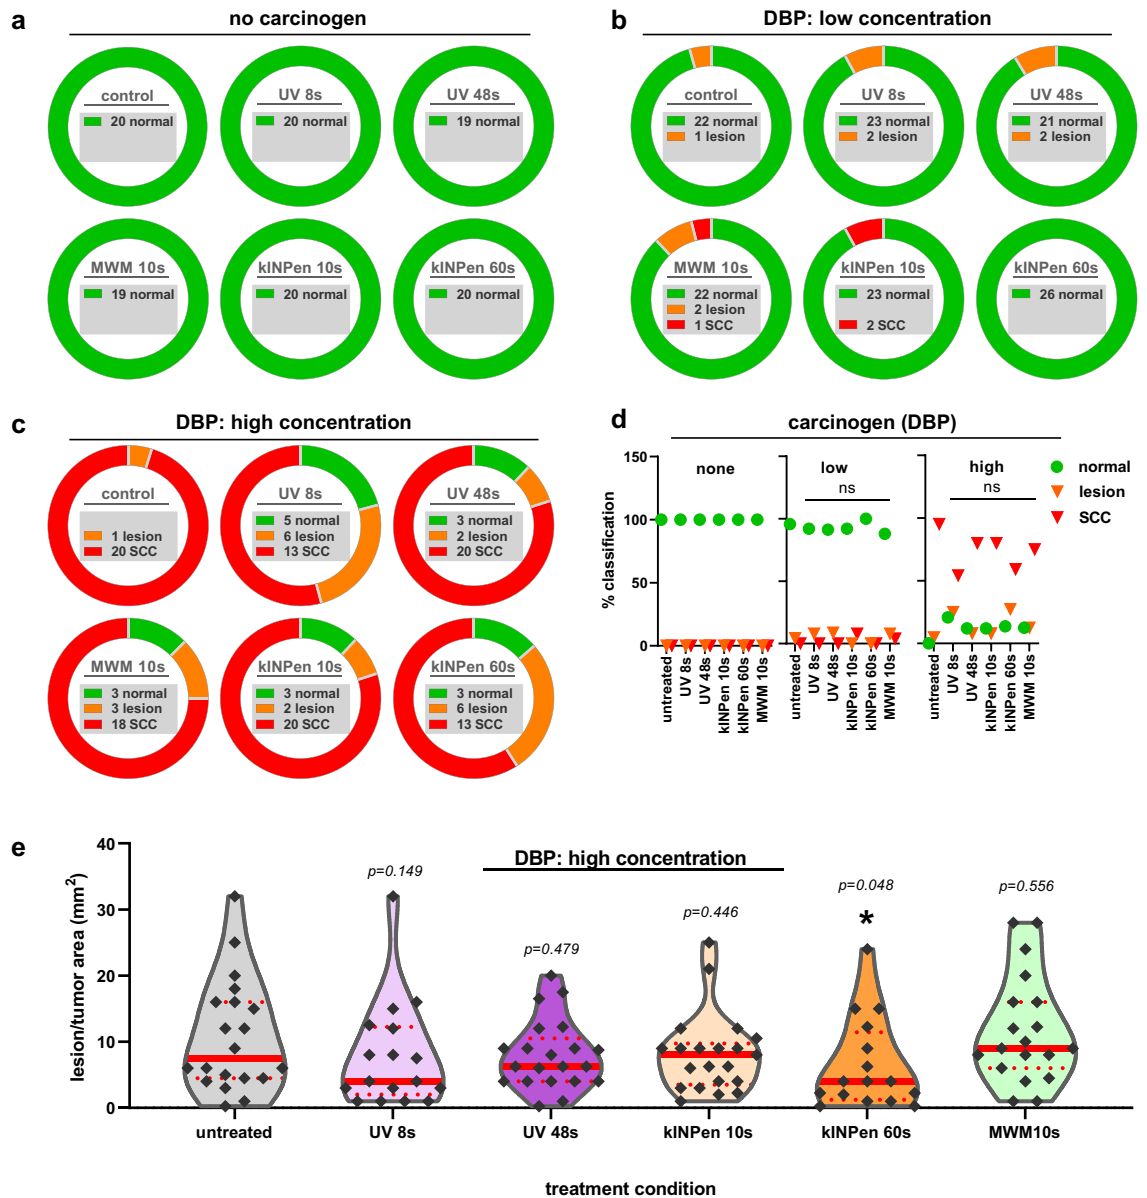 a
no carcinogen
control
20 normal
UV 8s
20 normal
UV 48s
19 normal
MWM 10s
19 normal
kINPen 10s
20 normal
kINPen 60s
20 normal
b
DBP: low concentration
control
22 normal
1 lesion
UV 8s
23 normal
2 lesion
UV 48s
21 normal
2 lesion
MWM 10s
22 normal
2 lesion
1 SCC
kINPen 10s
23 normal
2 SCC
kINPen 60s
26 normal
c
DBP: high concentration
control
1 lesion
20 SCC
UV 8s
5 normal
6 lesion
13 SCC
UV 48s
3 normal
2 lesion
20 SCC
MWM 10s
3 normal
3 lesion
18 SCC
kINPen 10s
3 normal
2 lesion
20 SCC
kINPen 60s
3 normal
6 lesion
13 SCC
d
carcinogen (DBP)
% classification
150
100
50
0
none
untreated
UV 8s
UV 48s
kINPen 10s
kINPen 60s
MWM 10s
low
ns
untreated
UV 8s
UV 48s
kINPen 10s
kINPen 60s
MWM 10s
high
ns
untreated
UV 8s
UV 48s
kINPen 10s
kINPen 60s
MWM 10s
normal
lesion
SCC
e
DBP: high concentration
lesion/tumor area (mm²)
40
30
20
10
0
p=0.149
p=0.479
p=0.446
p=0.048
*
p=0.556
untreated
UV 8s
UV 48s
kINPen 10s
kINPen 60s
MWM10s
treatment condition